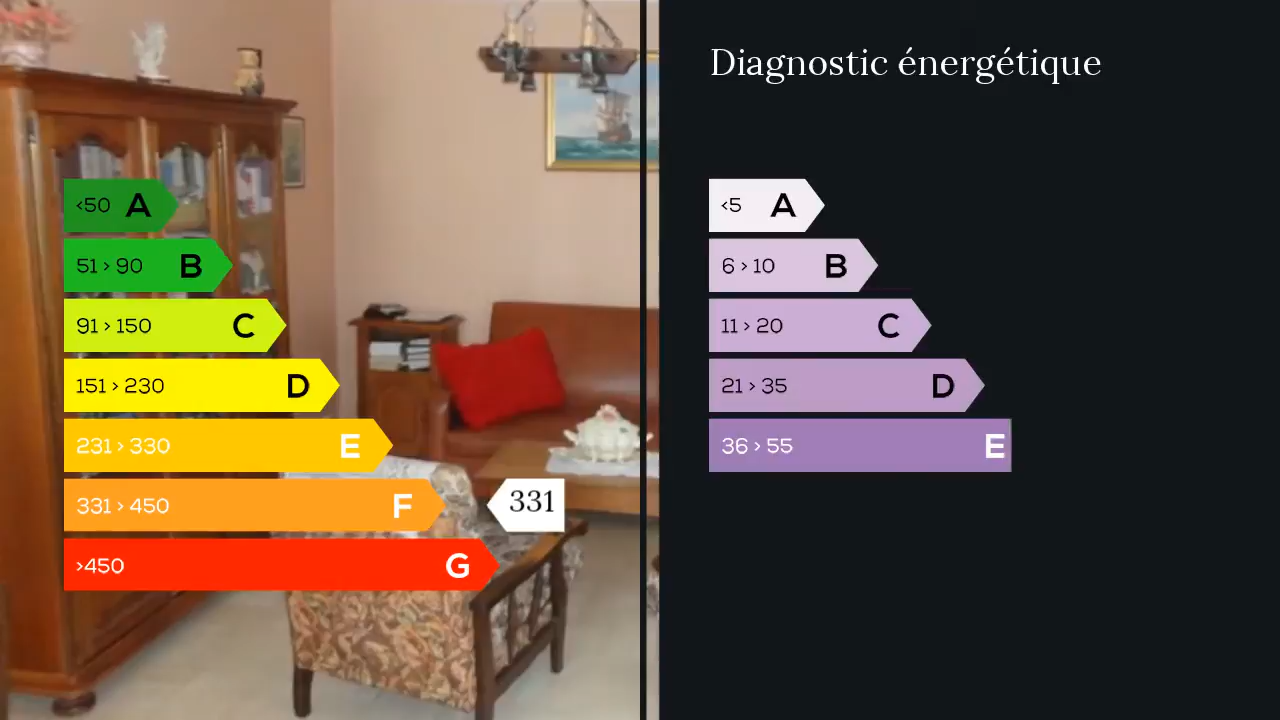 Diagnostic énergétique
<50 A
51 > 90 B
91 > 150 C
151 > 230 D
231 > 330 E
331 > 450 F
331
>450 G
<5 A
6 > 10 B
11 > 20 C
21 > 35 D
36 > 55 E